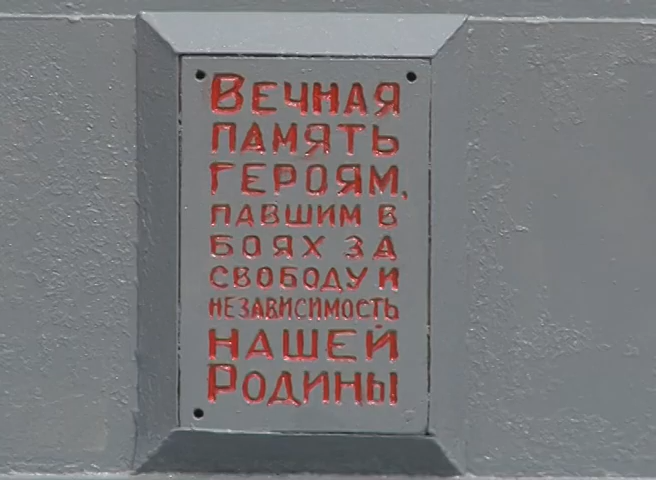 Вечная
память
героям,
павшим в
боях за
свободу и
независимость
нашей
Родины